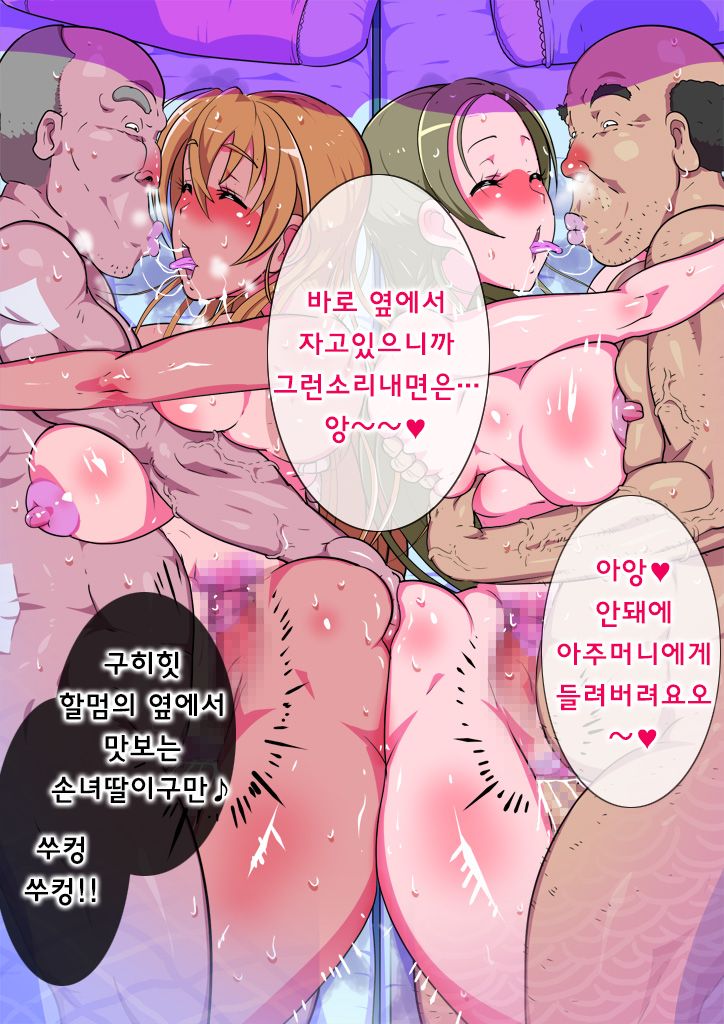 바로 옆에서
자고있으니까
그런소리내면은…
앙～～♥
아앙♥
안돼에
아주머니에게
들려버려요오
～♥
구히힛
할멈의 옆에서
맛보는
손녀딸이구만♪
쑤컹
쑤컹!!